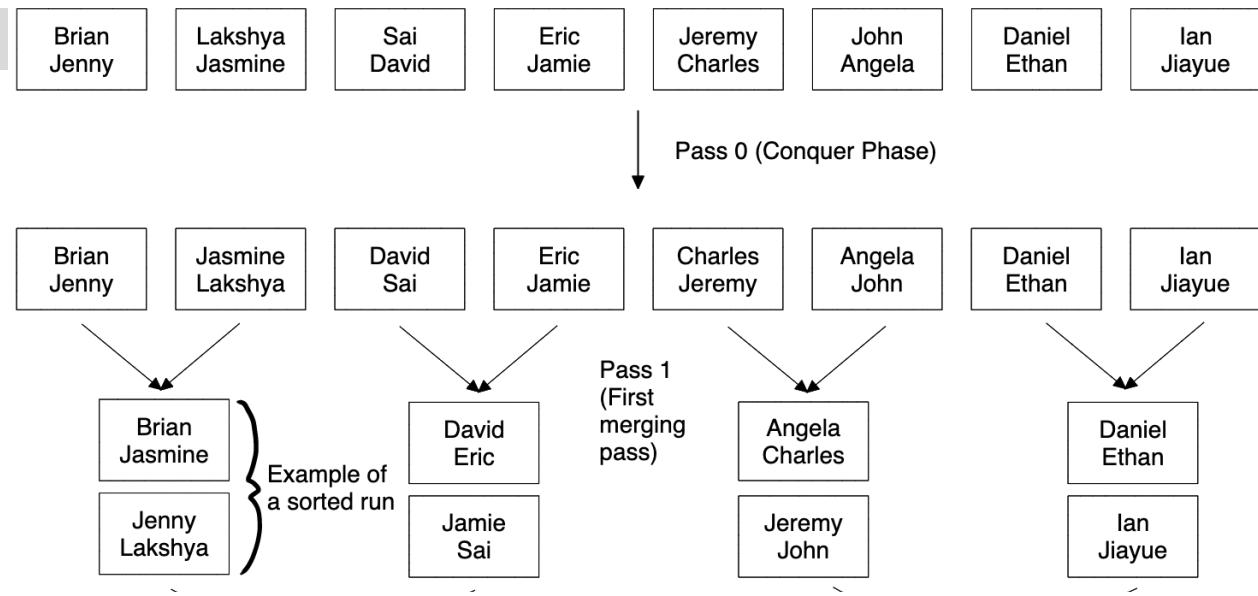 Brian
Jenny
Lakshya
Jasmine
Sai
David
Eric
Jamie
Jeremy
Charles
John
Angela
Daniel
Ethan
Ian
Jiayue
Pass 0 (Conquer Phase)
Brian
Jenny
Jasmine
Lakshya
David
Sai
Eric
Jamie
Charles
Jeremy
Angela
John
Daniel
Ethan
Ian
Jiayue
Pass 1
(First
merging
pass)
Brian
Jasmine
Jenny
Lakshya
Example of
a sorted run
David
Eric
Jamie
Sai
Angela
Charles
Jeremy
John
Daniel
Ethan
Ian
Jiayue